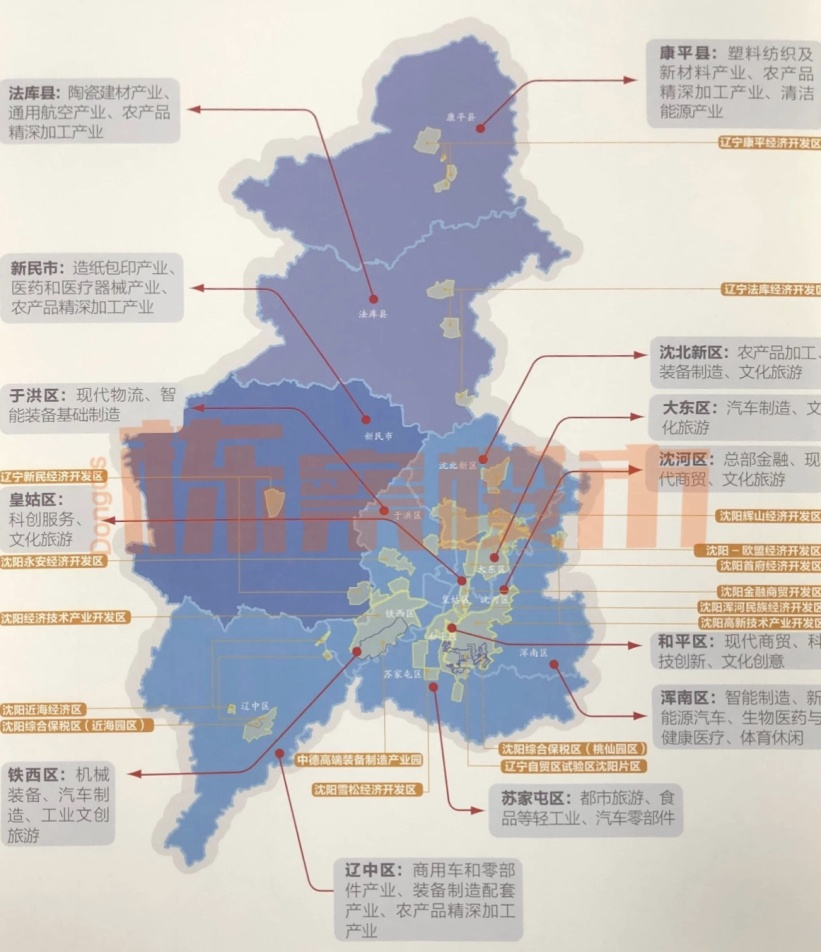 康平县：塑料纺织及
新材料产业、农产品
精深加工产业、清洁
能源产业
法库县：陶瓷建材产业、
通用航空产业、农产品
精深加工产业
康平县
辽宁康平经济开发区
新民市：造纸包印产业、
医药和医疗器械产业、
农产品精深加工产业
辽宁法库经济开发区
法库县
沈北新区：农产品加工、
装备制造、文化旅游
于洪区：现代物流、智
能装备基础制造
大东区：汽车制造、文
化旅游
新民市
沈北新区
沈河区：总部金融、现
代商贸、文化旅游
辽宁新民经济开发区
Dongqs
栋察楼市
皇姑区：
科创服务、
文化旅游
于洪区
沈阳辉山经济开发区
沈阳－欧盟经济开发区
沈阳永安经济开发区
沈阳首府经济开发区
大东区
沈阳金融商贸开发区
皇姑区
沈河区
沈阳浑河民族经济开发区
沈阳经济技术产业开发区
铁西区
沈阳高新技术产业开发区
和平区：现代商贸、科
技创新、文化创意
浑南区
苏家屯区
浑南区：智能制造、新
能源汽车、生物医药与
健康医疗、体育休闲
沈阳近海经济区
辽中区
沈阳综合保税区（近海园区）
沈阳综合保税区（桃仙园区）
中德高端装备制造产业园
辽宁自贸区试验区沈阳片区
铁西区：机械
装备、汽车制
造、工业文创
旅游
沈阳雪松经济开发区
苏家屯区：都市旅游、食
品等轻工业、汽车零部件
辽中区：商用车和零部
件产业、装备制造配套
产业、农产品精深加工
产业